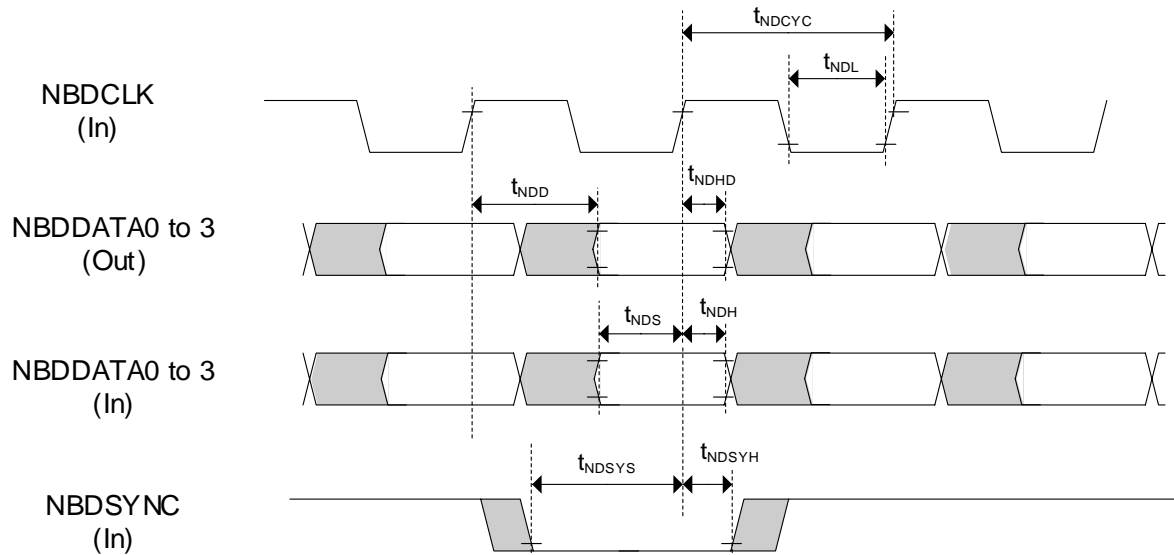 tNDCYC
tNDL
NBDCLK
(In)
tNDD
tNDHD
NBDDATA0 to 3
(Out)
tNDS
tNDH
NBDDATA0 to 3
(In)
tNDSYS
tNDSYH
NBDSYNC
(In)